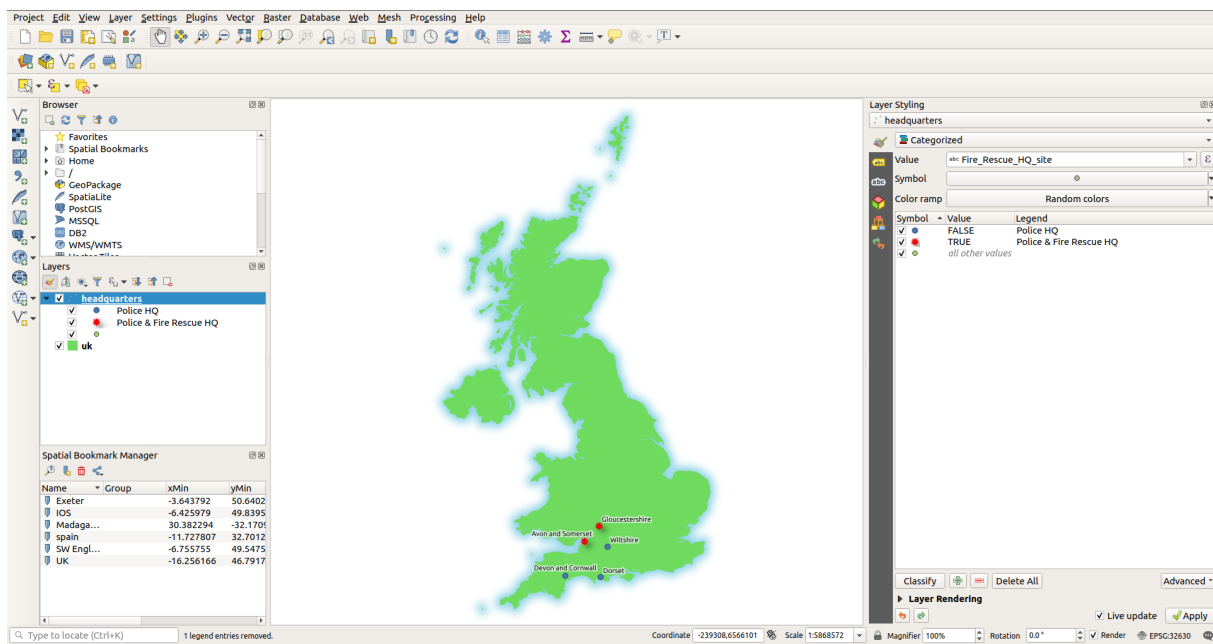 Project Edit View Layer Settings Plugins Vector Raster Database Web Mesh Processing Help
Browser
Favorites
Spatial Bookmarks
Home
/
GeoPackage
SpatiaLite
PostGIS
MSSQL
DB2
WMS/WMTS
Layers
headquarters
Police HQ
Police & Fire Rescue HQ
uk
Spatial Bookmark Manager
Name Group xMin yMin
Exeter -3.643792 50.6402
IOS -6.425979 49.8395
Madaga... 30.382294 -32.1709
spain -11.727807 32.7012
SW Engl... -6.755755 49.5475
UK -16.256166 46.7917
Gloucestershire
Avon and Somerset
Wiltshire
Devon and Cornwall
Dorset
Layer Styling
headquarters
Categorized
Value abc Fire_Rescue_HQ_site
Symbol
Color ramp Random colors
Symbol Value Legend
FALSE Police HQ
TRUE Police & Fire Rescue HQ
all other values
Classify Delete All Advanced
Layer Rendering
Live update Apply
Type to locate (Ctrl+K) 1 legend entries removed. Coordinate -239308,6566101 Scale 1:5868572 Magnifier 100% Rotation 0.0 ° Render EPSG:32630